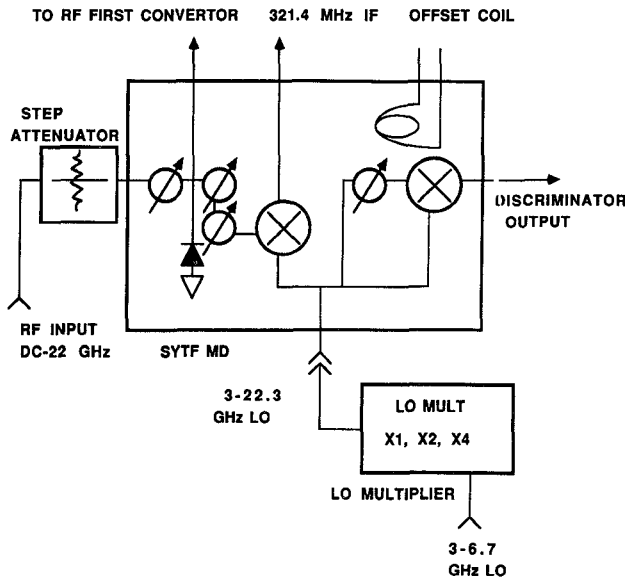 TO RF FIRST CONVERTOR
321.4 MHz IF
OFFSET COIL
STEP
ATTENUATOR
DISCRIMINATOR
OUTPUT
RF INPUT
DC-22 GHz
SYTF MD
3-22.3
GHz LO
LO MULT
X1, X2, X4
LO MULTIPLIER
3-6.7
GHz LO